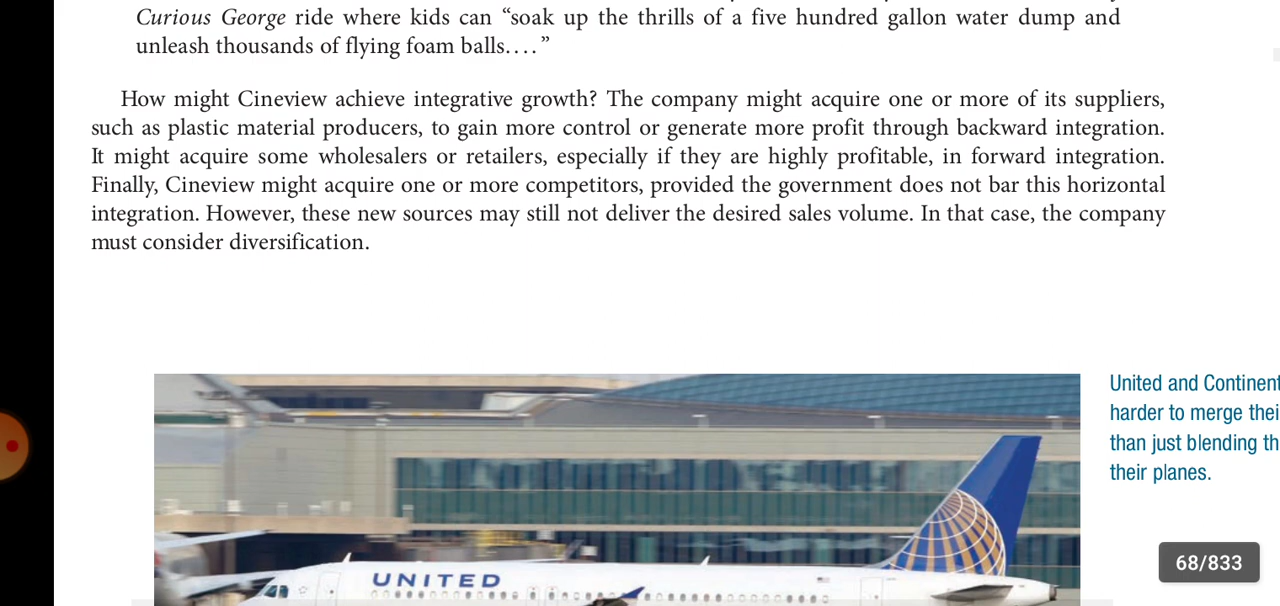 Curious George ride where kids can “soak up the thrills of a five hundred gallon water dump and
unleash thousands of flying foam balls....”
How might Cineview achieve integrative growth? The company might acquire one or more of its suppliers,
such as plastic material producers, to gain more control or generate more profit through backward integration.
It might acquire some wholesalers or retailers, especially if they are highly profitable, in forward integration.
Finally, Cineview might acquire one or more competitors, provided the government does not bar this horizontal
integration. However, these new sources may still not deliver the desired sales volume. In that case, the company
must consider diversification.
United and Continent
harder to merge thei
than just blending th
their planes.
UNITED
68/833